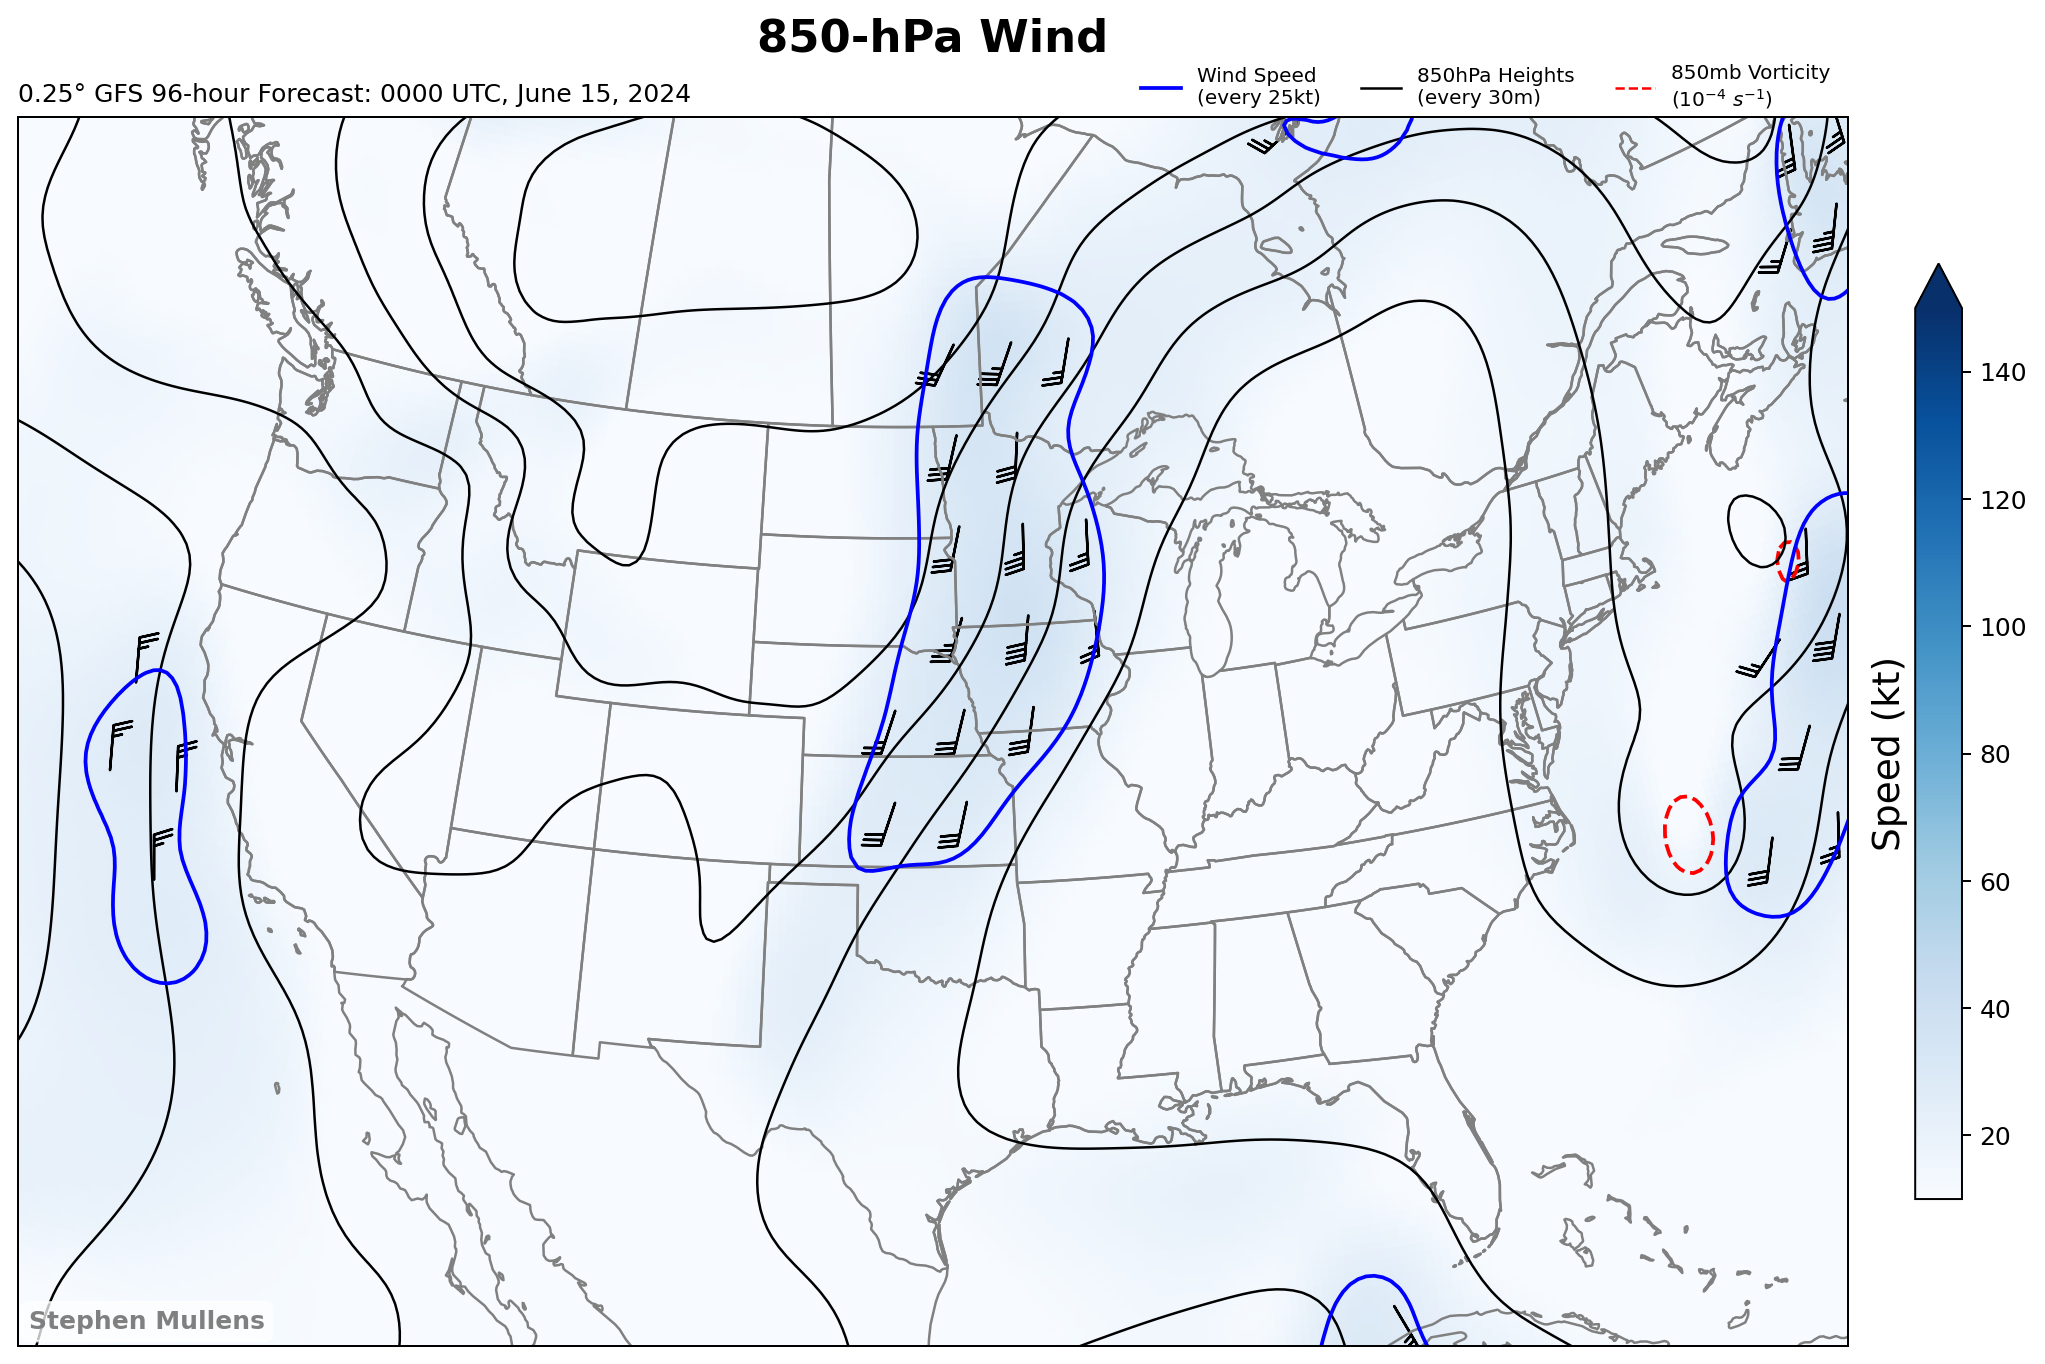 850-hPa Wind
0.25° GFS 96-hour Forecast: 0000 UTC, June 15, 2024
Wind Speed
(every 25kt)
850hPa Heights
(every 30m)
850mb Vorticity
(10⁻⁴ s⁻¹)
140
120
100
80
60
40
20
Speed (kt)
Stephen Mullens